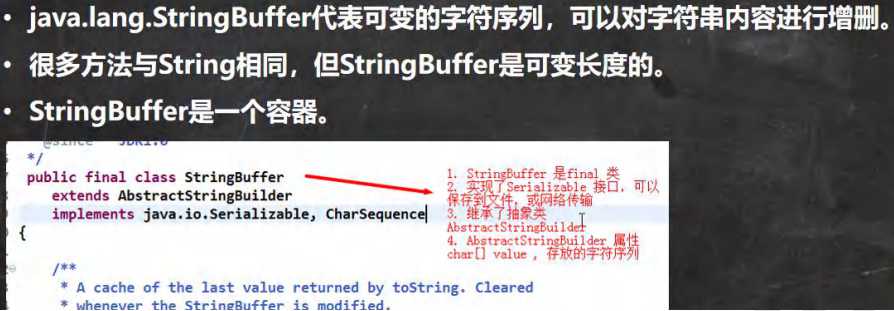 • java.lang.StringBuffer代表可变的字符序列，可以对字符串内容进行增删。
• 很多方法与String相同，但StringBuffer是可变长度的。
• StringBuffer是一个容器。
@since JDK1.0
*/
public final class StringBuffer
extends AbstractStringBuilder
implements java.io.Serializable, CharSequence
{
/**
* A cache of the last value returned by toString. Cleared
* whenever the StringBuffer is modified.
1. StringBuffer 是final 类
2. 实现了Serializable 接口，可以
保存到文件，或网络传输
3. 继承了抽象类
AbstractStringBuilder
4. AbstractStringBuilder 属性
char[] value，存放的字符序列